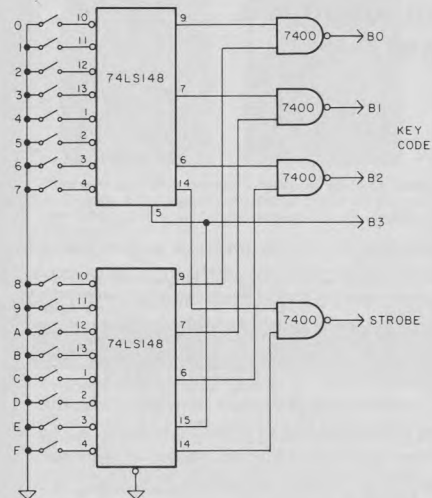 0 10 9
1 11
2 12
3 13 74LS148 7
4 1
5 2
6 3 6
7 4 14
5
7400 B0
7400 B1
KEY
CODE
7400 B2
B3
8 10 9
9 11
A 12 7
B 13 74LS148
C 1 6
D 2
E 3 15
F 4 14
7400 STROBE